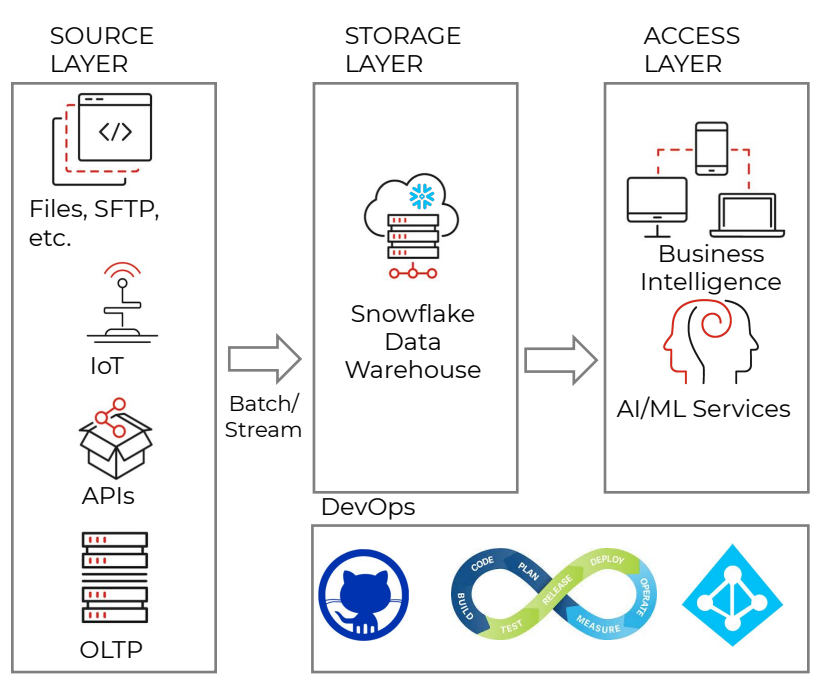 SOURCE
LAYER
STORAGE
LAYER
ACCESS
LAYER
</>
Files, SFTP,
etc.
IoT
APIs
OLTP
Batch/
Stream
Snowflake
Data
Warehouse
Business
Intelligence
AI/ML Services
DevOps
CODE
PLAN
BUILD
TEST
RELEASE
DEPLOY
OPERATE
MEASURE